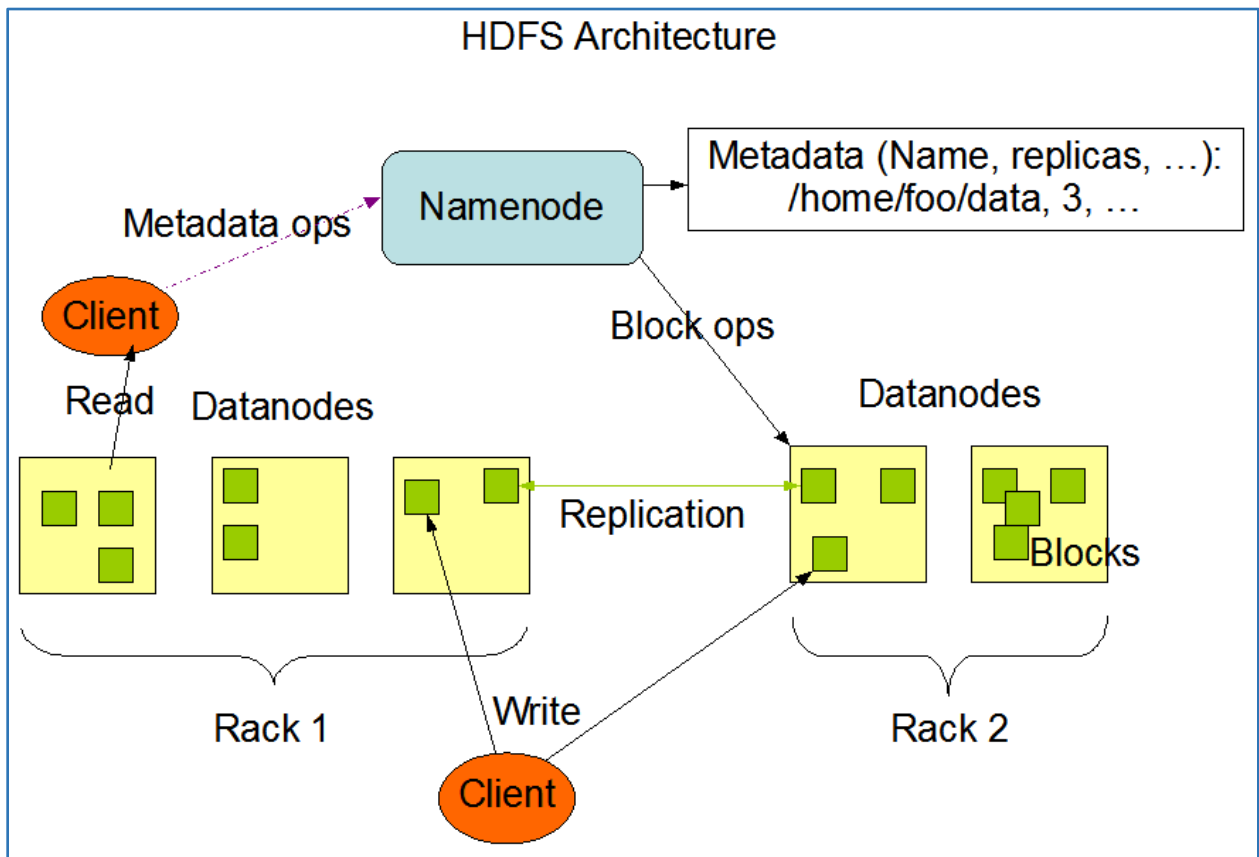 HDFS Architecture
Metadata (Name, replicas, …):
/home/foo/data, 3, …
Namenode
Metadata ops
Client
Block ops
Read
Datanodes
Datanodes
Replication
Blocks
Rack 1
Write
Rack 2
Client